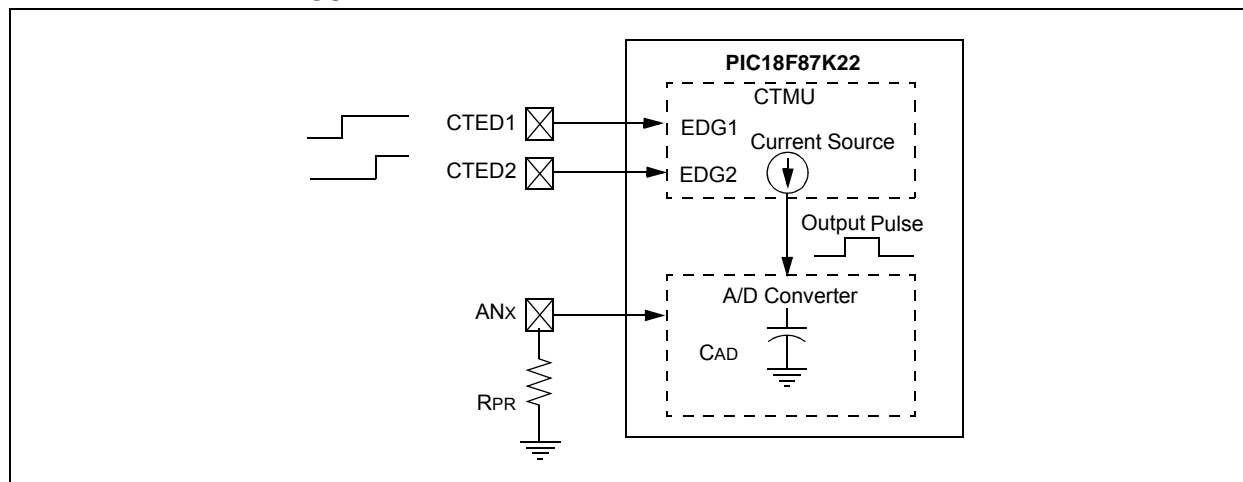 PIC18F87K22
CTMU
CTED1
EDG1
Current Source
CTED2
EDG2
Output Pulse
A/D Converter
ANX
CAD
RPR